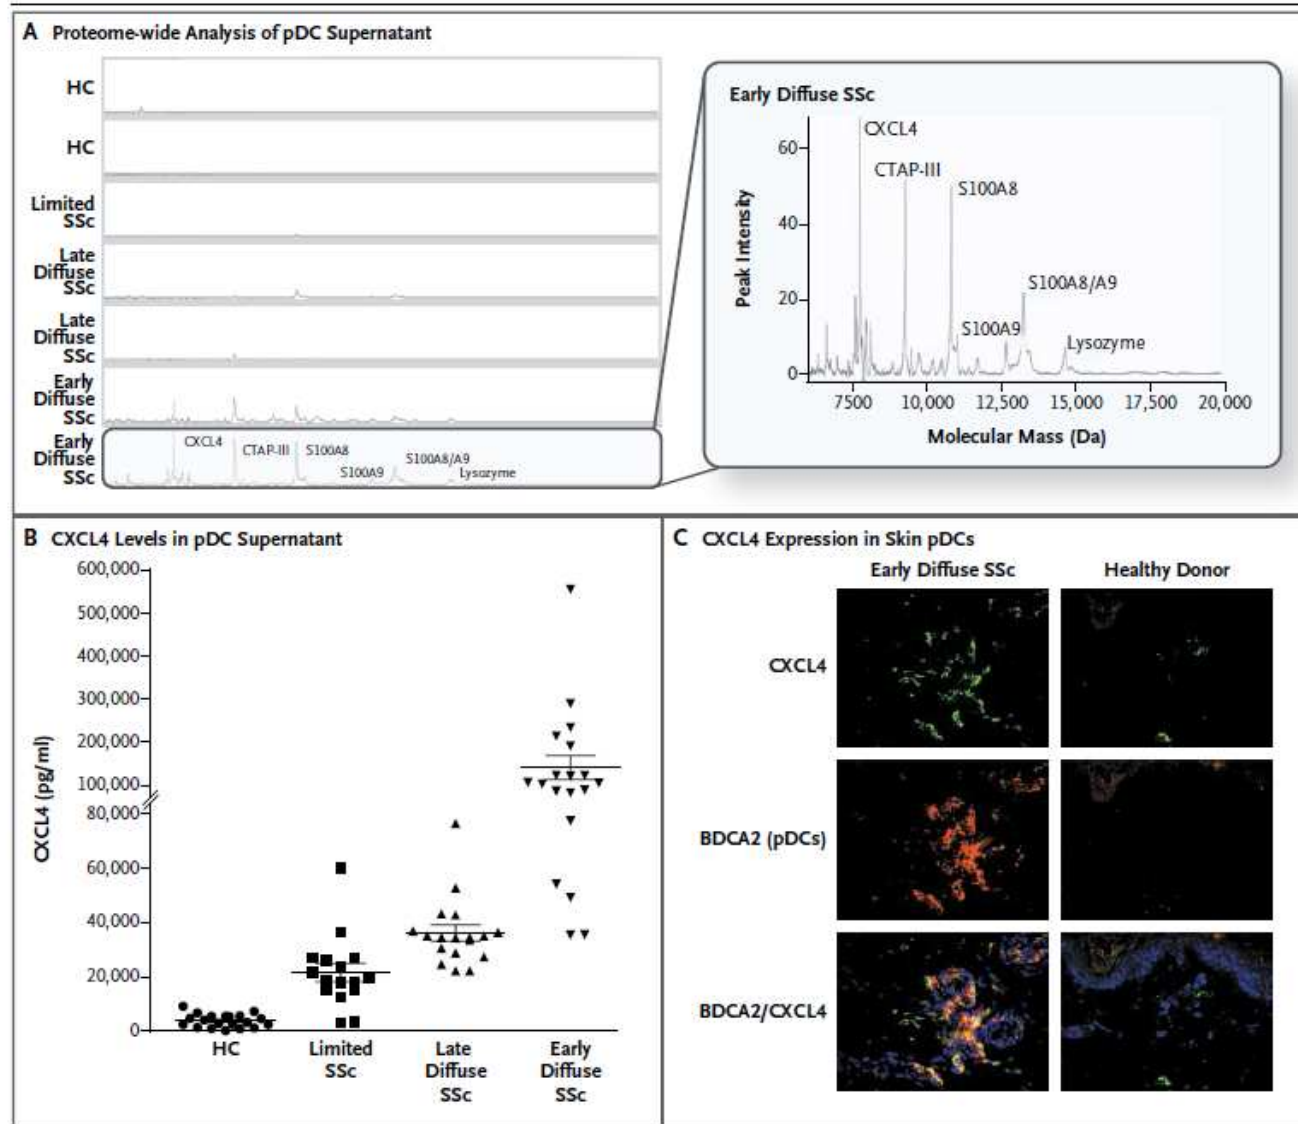 A Proteome-wide Analysis of pDC Supernatant
HC
HC
Limited
SSc
Late
Diffuse
SSc
Late
Diffuse
SSc
Early
Diffuse
SSc
Early
Diffuse
SSc
CXCL4
CTAP-III
S100A8
S100A9
S100A8/A9
Lysozyme
Early Diffuse SSc
CXCL4
CTAP-III
S100A8
S100A8/A9
S100A9
Lysozyme
Peak Intensity
60
40
20
0
7500
10,000
12,500
15,000
17,500
20,000
Molecular Mass (Da)
B CXCL4 Levels in pDC Supernatant
CXCL4 (pg/ml)
600,000
500,000
400,000
300,000
200,000
100,000
80,000
60,000
40,000
20,000
0
HC
Limited
SSc
Late
Diffuse
SSc
Early
Diffuse
SSc
C CXCL4 Expression in Skin pDCs
Early Diffuse SSc
Healthy Donor
CXCL4
BDCA2 (pDCs)
BDCA2/CXCL4